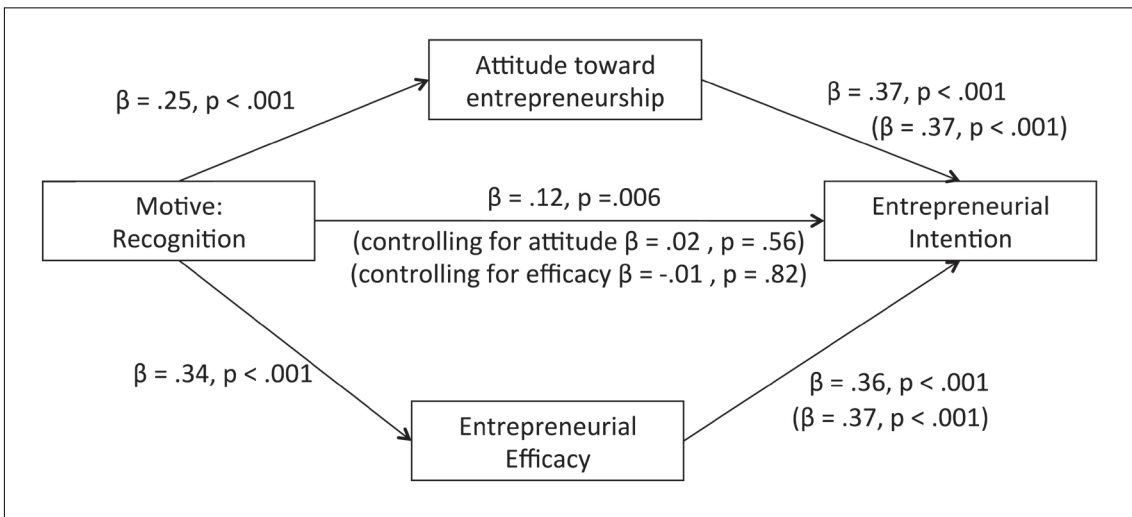 Attitude toward
entrepreneurship
β = .25, p < .001
β = .37, p < .001
(β = .37, p < .001)
Motive:
Recognition
β = .12, p =.006
(controlling for attitude β = .02 , p = .56)
(controlling for efficacy β = -.01 , p = .82)
Entrepreneurial
Intention
β = .34, p < .001
β = .36, p < .001
(β = .37, p < .001)
Entrepreneurial
Efficacy